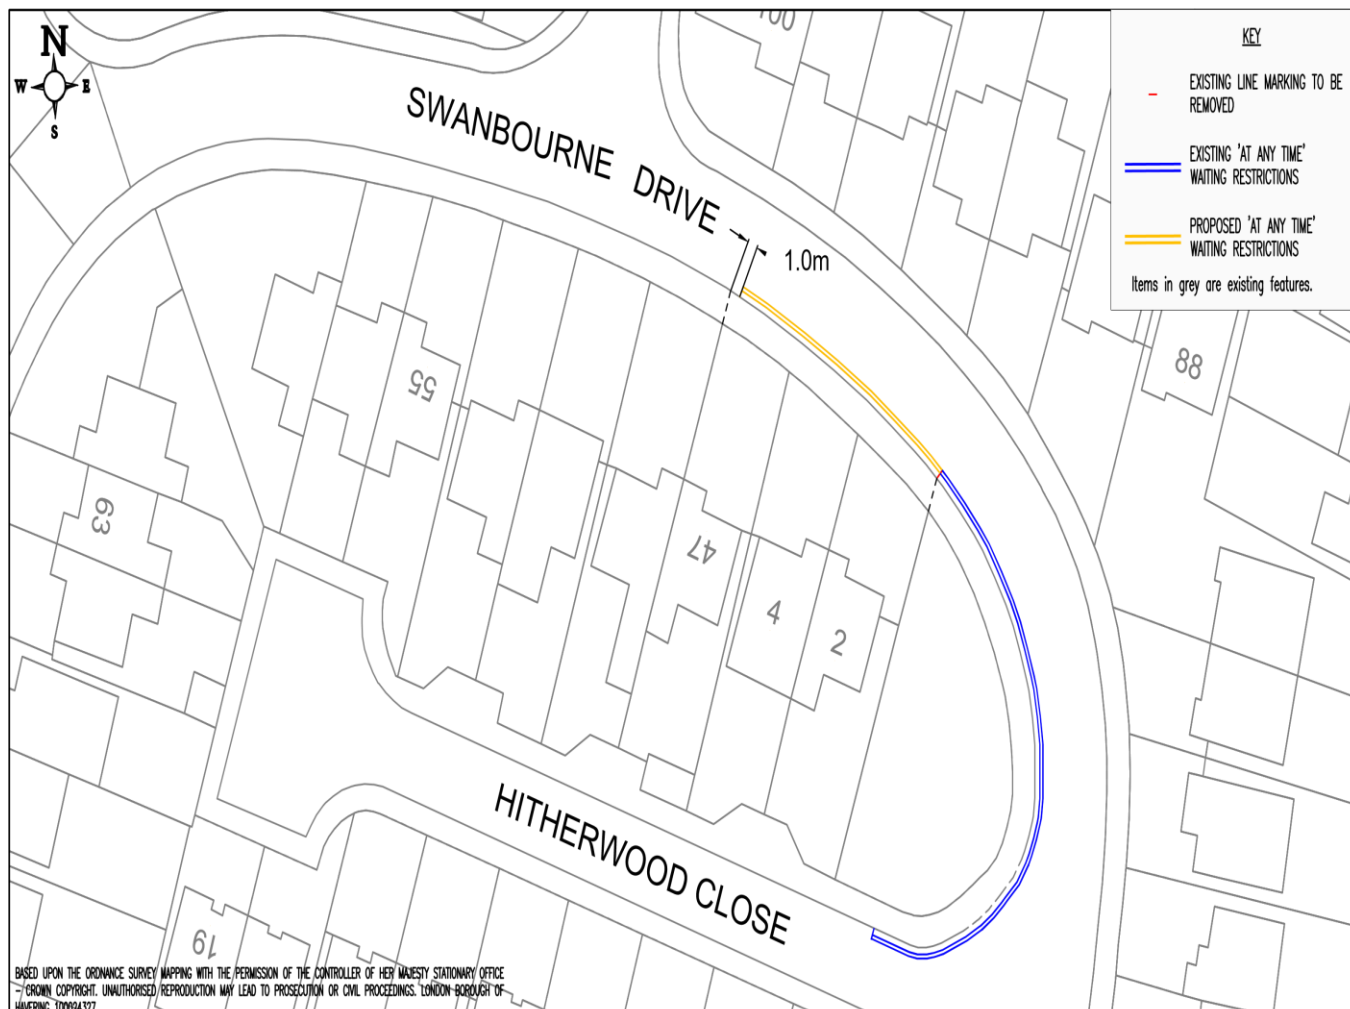 N
W E
S
100
KEY
EXISTING LINE MARKING TO BE
REMOVED
EXISTING 'AT ANY TIME'
WAITING RESTRICTIONS
PROPOSED 'AT ANY TIME'
WAITING RESTRICTIONS
Items in grey are existing features.
SWANBOURNE DRIVE
1.0m
88
55
63
47
4
2
HITHERWOOD CLOSE
19
BASED UPON THE ORDNANCE SURVEY MAPPING WITH THE PERMISSION OF THE CONTROLLER OF HER MAJESTY STATIONARY OFFICE
- CROWN COPYRIGHT. UNAUTHORISED REPRODUCTION MAY LEAD TO PROSECUTION OR CIVIL PROCEEDINGS. LONDON BOROUGH OF
HAVERING 100024327